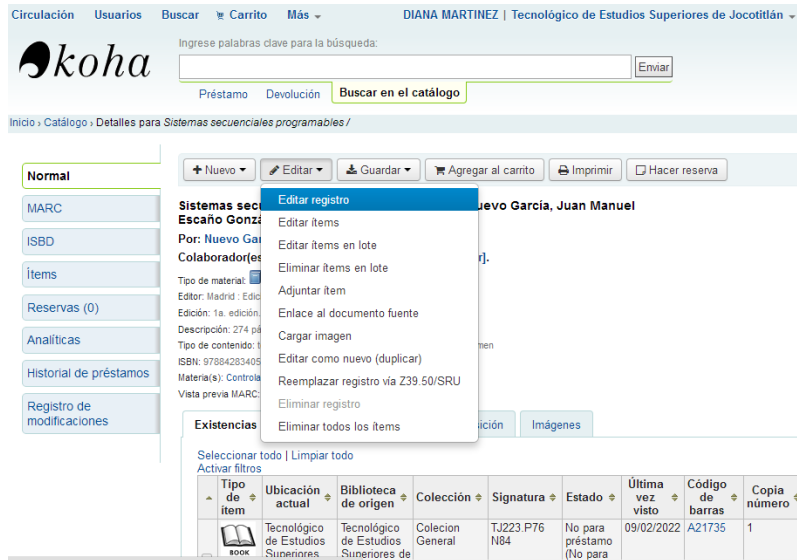 Circulación Usuarios Buscar Carrito Más DIANA MARTINEZ | Tecnológico de Estudios Superiores de Jocotitlán
koha
Ingrese palabras clave para la búsqueda:
Enviar
Préstamo Devolución Buscar en el catálogo
Inicio › Catálogo › Detalles para Sistemas secuenciales programables /
Normal
MARC
ISBD
Ítems
Reservas (0)
Analíticas
Historial de préstamos
Registro de
modificaciones
Nuevo Editar Guardar Agregar al carrito Imprimir Hacer reserva
Editar registro
Editar ítems
Editar ítems en lote
Eliminar ítems en lote
Adjuntar ítem
Enlace al documento fuente
Cargar imagen
Editar como nuevo (duplicar)
Reemplazar registro vía Z39.50/SRU
Eliminar registro
Eliminar todos los ítems
Sistemas sec uevo García, Juan Manuel
Escaño Gonzá
Por: Nuevo Gar
Colaborador(es r].
Tipo de material:
Editor: Madrid : Edic
Edición: 1a. edición.
Descripción: 274 pá
Tipo de contenido: t men
ISBN: 97884283405
Materia(s): Controla
Vista previa MARC:
Existencias ición Imágenes
Seleccionar todo | Limpiar todo
Activar filtros
Tipo de ítem Ubicación actual Biblioteca de origen Colección Signatura Estado Última vez visto Código de barras Copia número
BOOK Tecnológico de Estudios Superiores Tecnológico de Estudios Superiores de Colecion General TJ223.P76 N84 No para préstamo (No para 09/02/2022 A21735 1